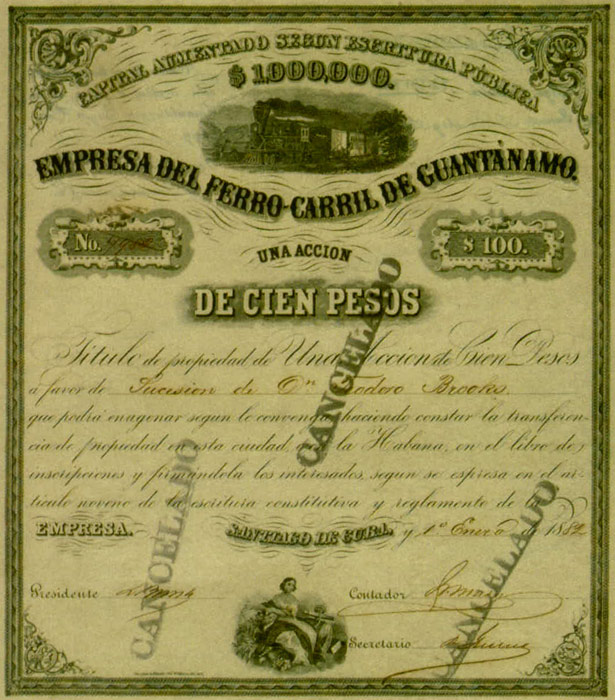 CAPITAL AUMENTADO SEGUN ESCRITURA PÚBLICA
$ 1,000,000.
EMPRESA DEL FERRO-CARRIL DE GUANTÁNAMO.
No.
$ 100.
UNA ACCION
DE CIEN PESOS
Titulo de propiedad de Una Accion de Cien Pesos
á favor de Sucesion de Dn Teodoro Brooks
que podrá enagenar segun le convenga haciendo constar la transferen-
cia de propiedad en esta ciudad la Habana, en el libro de
inscripciones y firmándola los interesados, segun se espresa en el ar-
tículo noveno de la escritura constitutiva y reglamento de
EMPRESA. SANTIAGO DE CUBA, y 1º Enero de 1882
Presidente
Contador
Secretario
CANCELADO
CANCELADO
CANCELADO